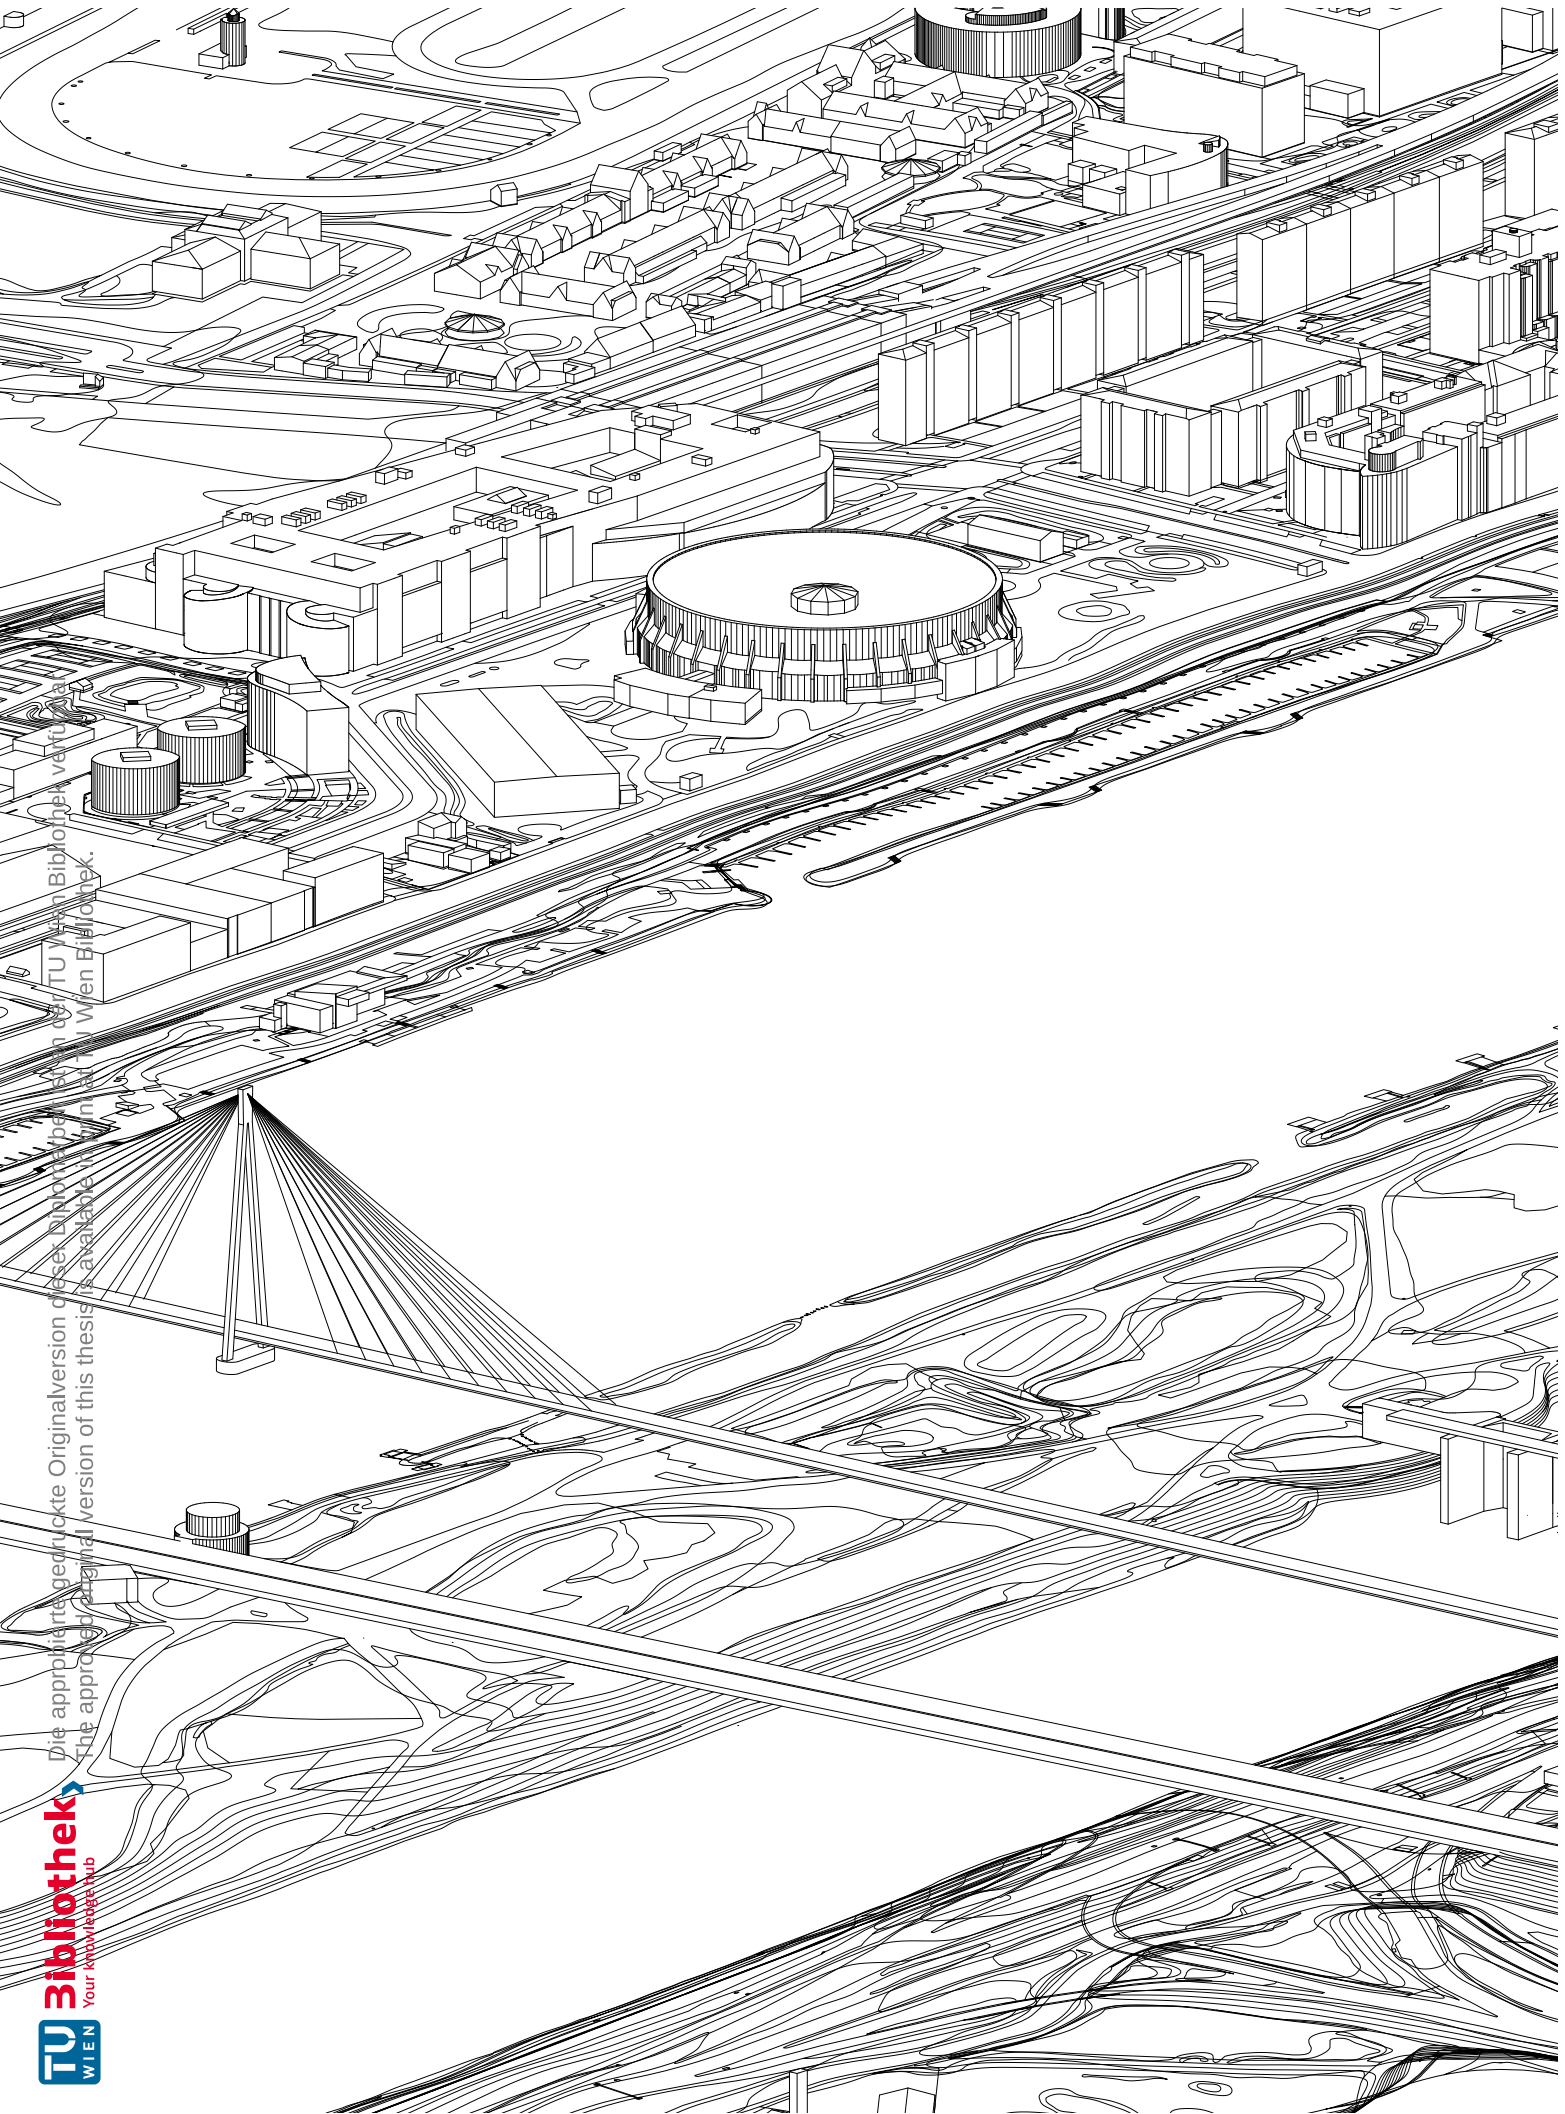 Die approbierte gedruckte Originalversion dieser Diplomarbeit ist an der TU Wien Bibliothek verfügbar.
The approved original version of this thesis is available in print at TU Wien Bibliothek.
Bibliothek
Your knowledge hub
TU
WIEN